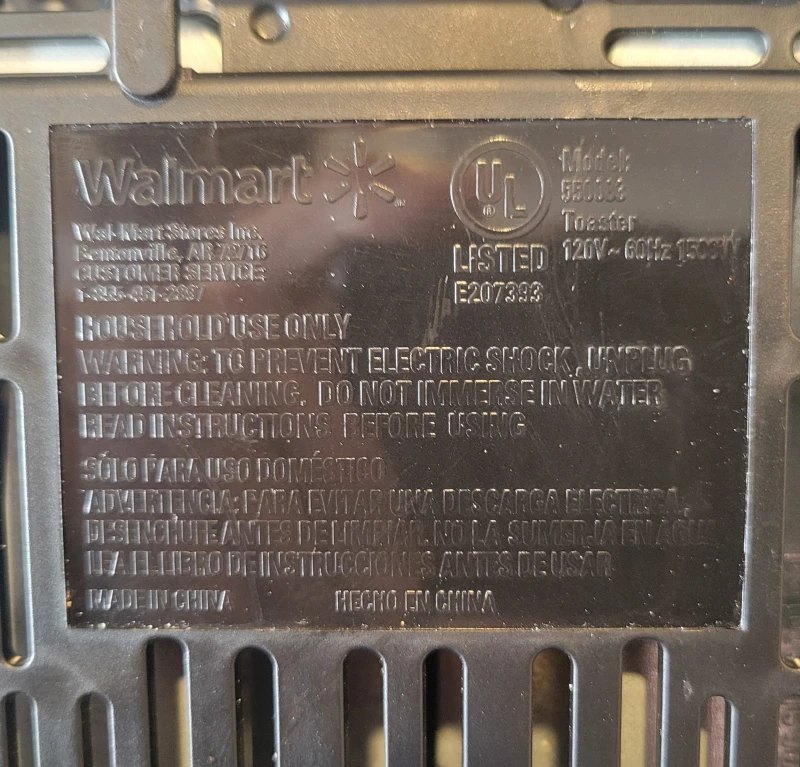 Walmart
Wal-Mart Stores Inc.
Bentonville, AR 72716
CUSTOMER SERVICE
UL
®
LISTED
E207393
Model:
Toaster
120V~ 60Hz 1500W
HOUSEHOLD USE ONLY
WARNING: TO PREVENT ELECTRIC SHOCK, UNPLUG
BEFORE CLEANING. DO NOT IMMERSE IN WATER
READ INSTRUCTIONS BEFORE USING
SÓLO PARA USO DOMÉSTICO
ADVERTENCIA: PARA EVITAR UNA DESCARGA ELECTRICA,
DESENCHUFE ANTES DE LIMPIAR. NO LA SUMERJA EN AGUA
LEA EL LIBRO DE INSTRUCCIONES ANTES DE USAR
MADE IN CHINA HECHO EN CHINA